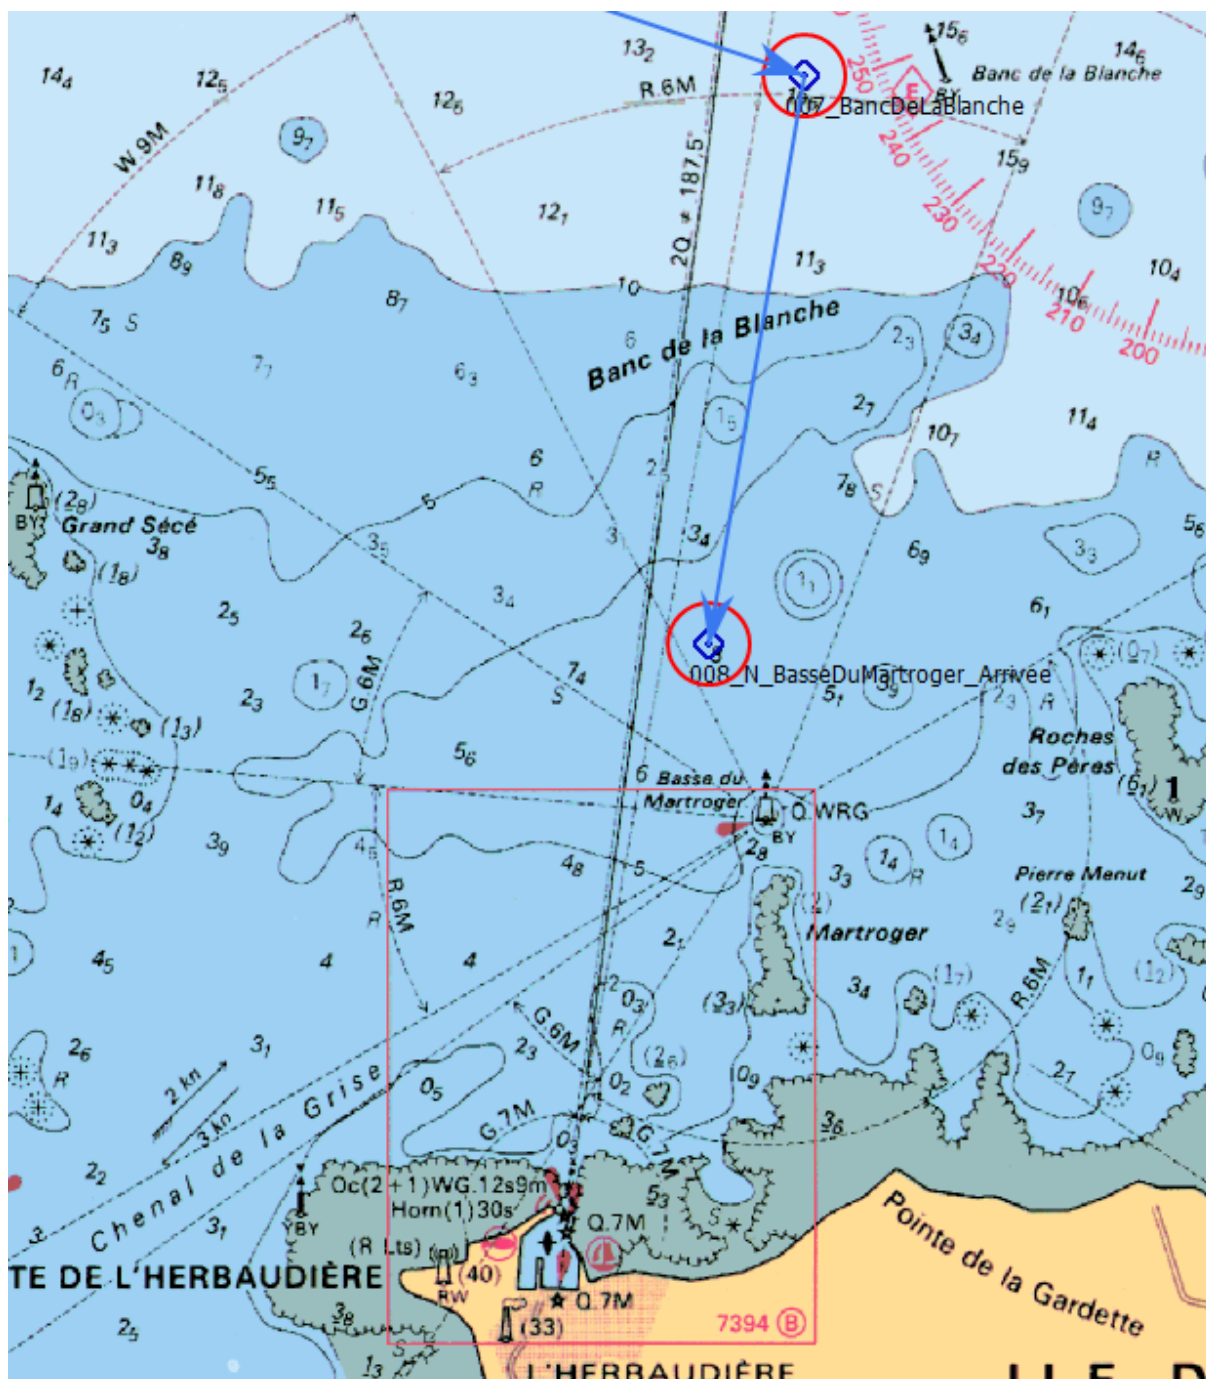 13₂
15₆
14₆
14₄
12₅
250
Banc de la Blanche
E
BY
R.6M
12₆
007_BancDeLaBlanche
W.9M
9₇
240
15₉
187,5°
11₈
11₅
12₁
230
9₇
2Q
11₃
8₉
11₃
220
10₄
10
8₇
10₆
210
200
7₅ S
7₇
6
Banc de la Blanche
2₃
3₄
6 R
6₃
0₃
1₅
2₇
11₄
10₇
5₅
6
R
R
(2₈)
BY
Grand Sécé
5
7₈ S
5₆
3₈
3₅
3₄
6₉
3₃
(1₈)
3₄
1₁
2₅
2₆
6₁
008_N_BasseDuMartroger_Arrivée
(0₇)
1₂
1₇
7₄
S
5₁
R
(1₈)
2₃
G.6M
(1₃)
Roches
des Pères
(1₉)
5₆
6
Basse du
Martroger
Q.WRG
BY
(6₁)
1
W
1₄
0₄
(1₂)
3₇
3₉
2₈
1₄
1₄
4₈
5
3₃
R
R.6M
Pierre Menut
(2₁)
2₉
R
2₁
(2)
Martroger
2₉
4₅
4
4
(1₇)
(1₂)
1₁
0₃
(3₃)
3₄
R.6M
R
G.6M
2₆
R
3₁
2₃
(2₆)
0₉
2 kn
3 kn
0₅
0₂
0₉
2₁
G.7M
G.7M
3₆
Chenal de la Grise
2₂
Oc(2+1)WG.12s9m
5₃
Horn(1)30s
S
YBY
3
3₁
Q.7M
(R Lts)
Pointe de la Gardette
TE DE L'HERBAUDIÈRE
(40)
RW
Q.7M
2₅
3₈
(33)
7394 B
S
1₃
L'HERBAUDIÈRE